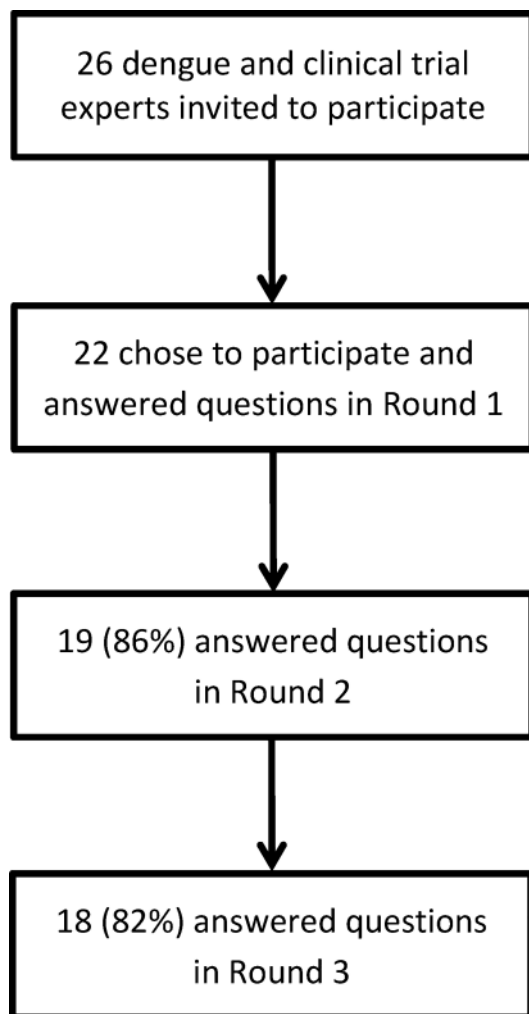 26 dengue and clinical trial
experts invited to participate
22 chose to participate and
answered questions in Round 1
19 (86%) answered questions
in Round 2
18 (82%) answered questions
in Round 3